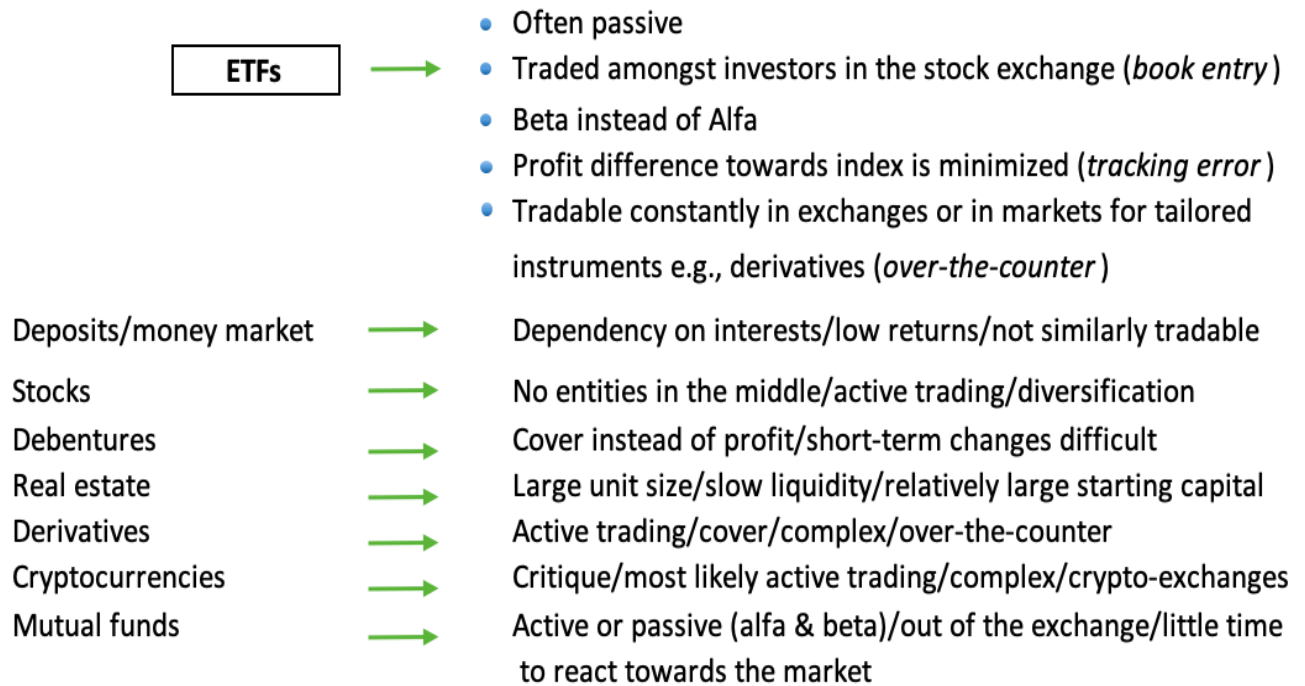 • Often passive
ETFs
• Traded amongst investors in the stock exchange (book entry)
• Beta instead of Alfa
• Profit difference towards index is minimized (tracking error)
• Tradable constantly in exchanges or in markets for tailored
instruments e.g., derivatives (over-the-counter)
Deposits/money market Dependency on interests/low returns/not similarly tradable
Stocks No entities in the middle/active trading/diversification
Debentures Cover instead of profit/short-term changes difficult
Real estate Large unit size/slow liquidity/relatively large starting capital
Derivatives Active trading/cover/complex/over-the-counter
Cryptocurrencies Critique/most likely active trading/complex/crypto-exchanges
Mutual funds Active or passive (alfa & beta)/out of the exchange/little time
to react towards the market